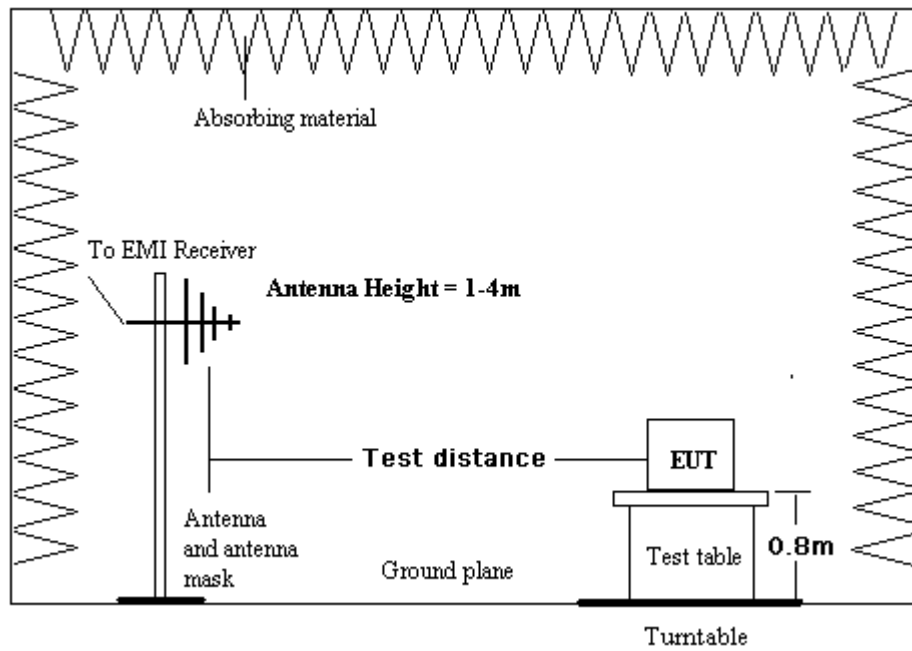 Absorbing material
To EMI Receiver
Antenna Height = 1-4m
Test distance
EUT
Antenna
and antenna
mask
Ground plane
Test table
0.8m
Turntable